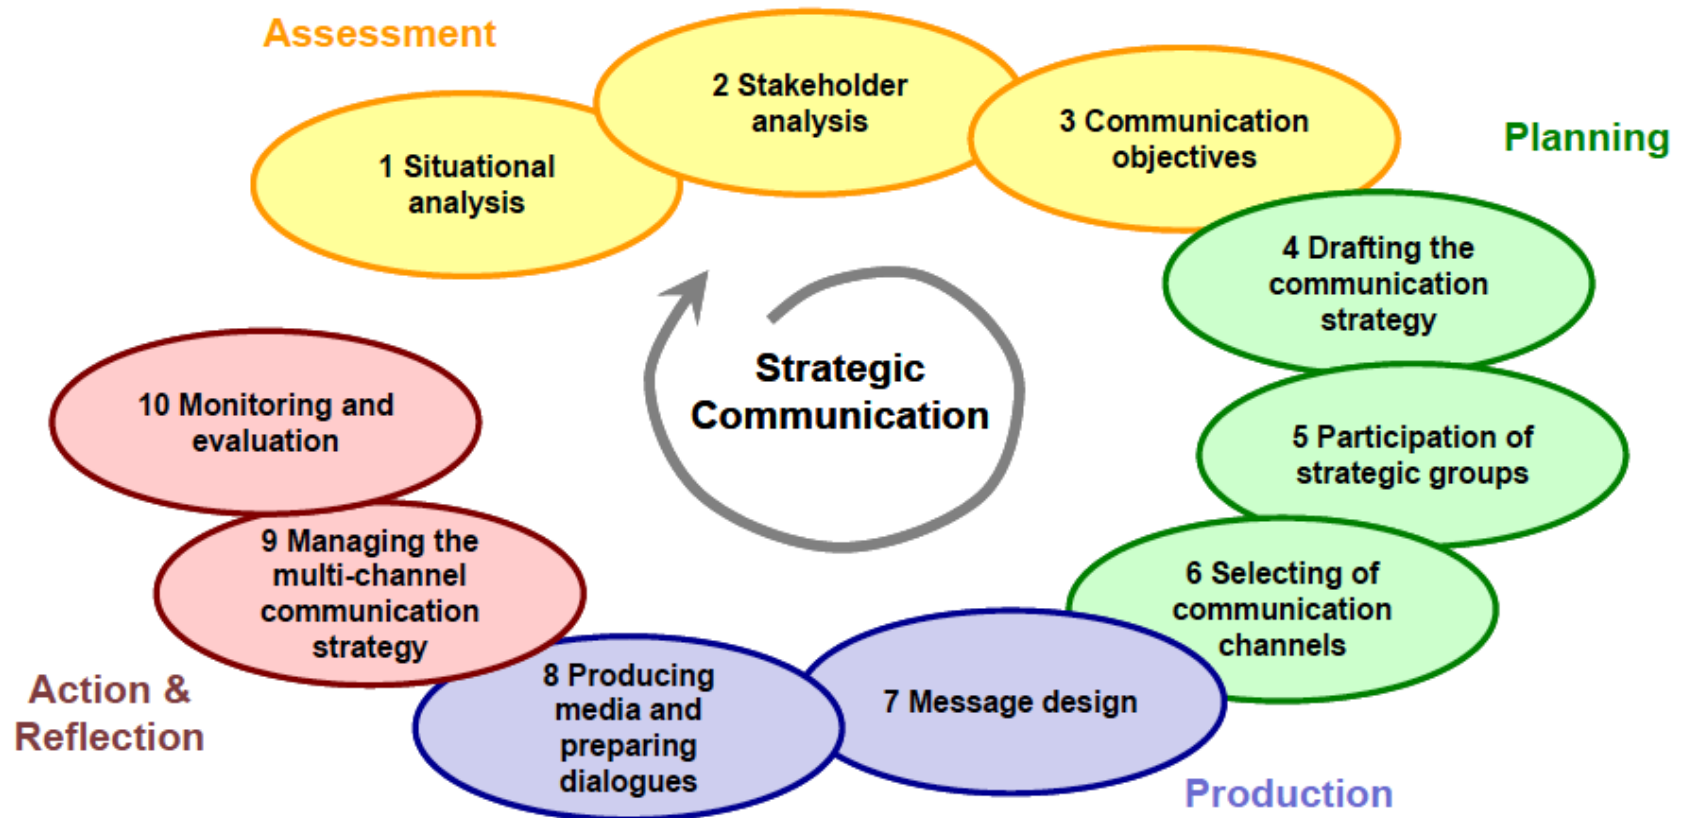 Assessment
1 Situational
analysis
2 Stakeholder
analysis
3 Communication
objectives
Planning
4 Drafting the
communication
strategy
5 Participation of
strategic groups
6 Selecting of
communication
channels
Production
7 Message design
8 Producing
media and
preparing
dialogues
Action &
Reflection
9 Managing the
multi-channel
communication
strategy
10 Monitoring and
evaluation
Strategic
Communication